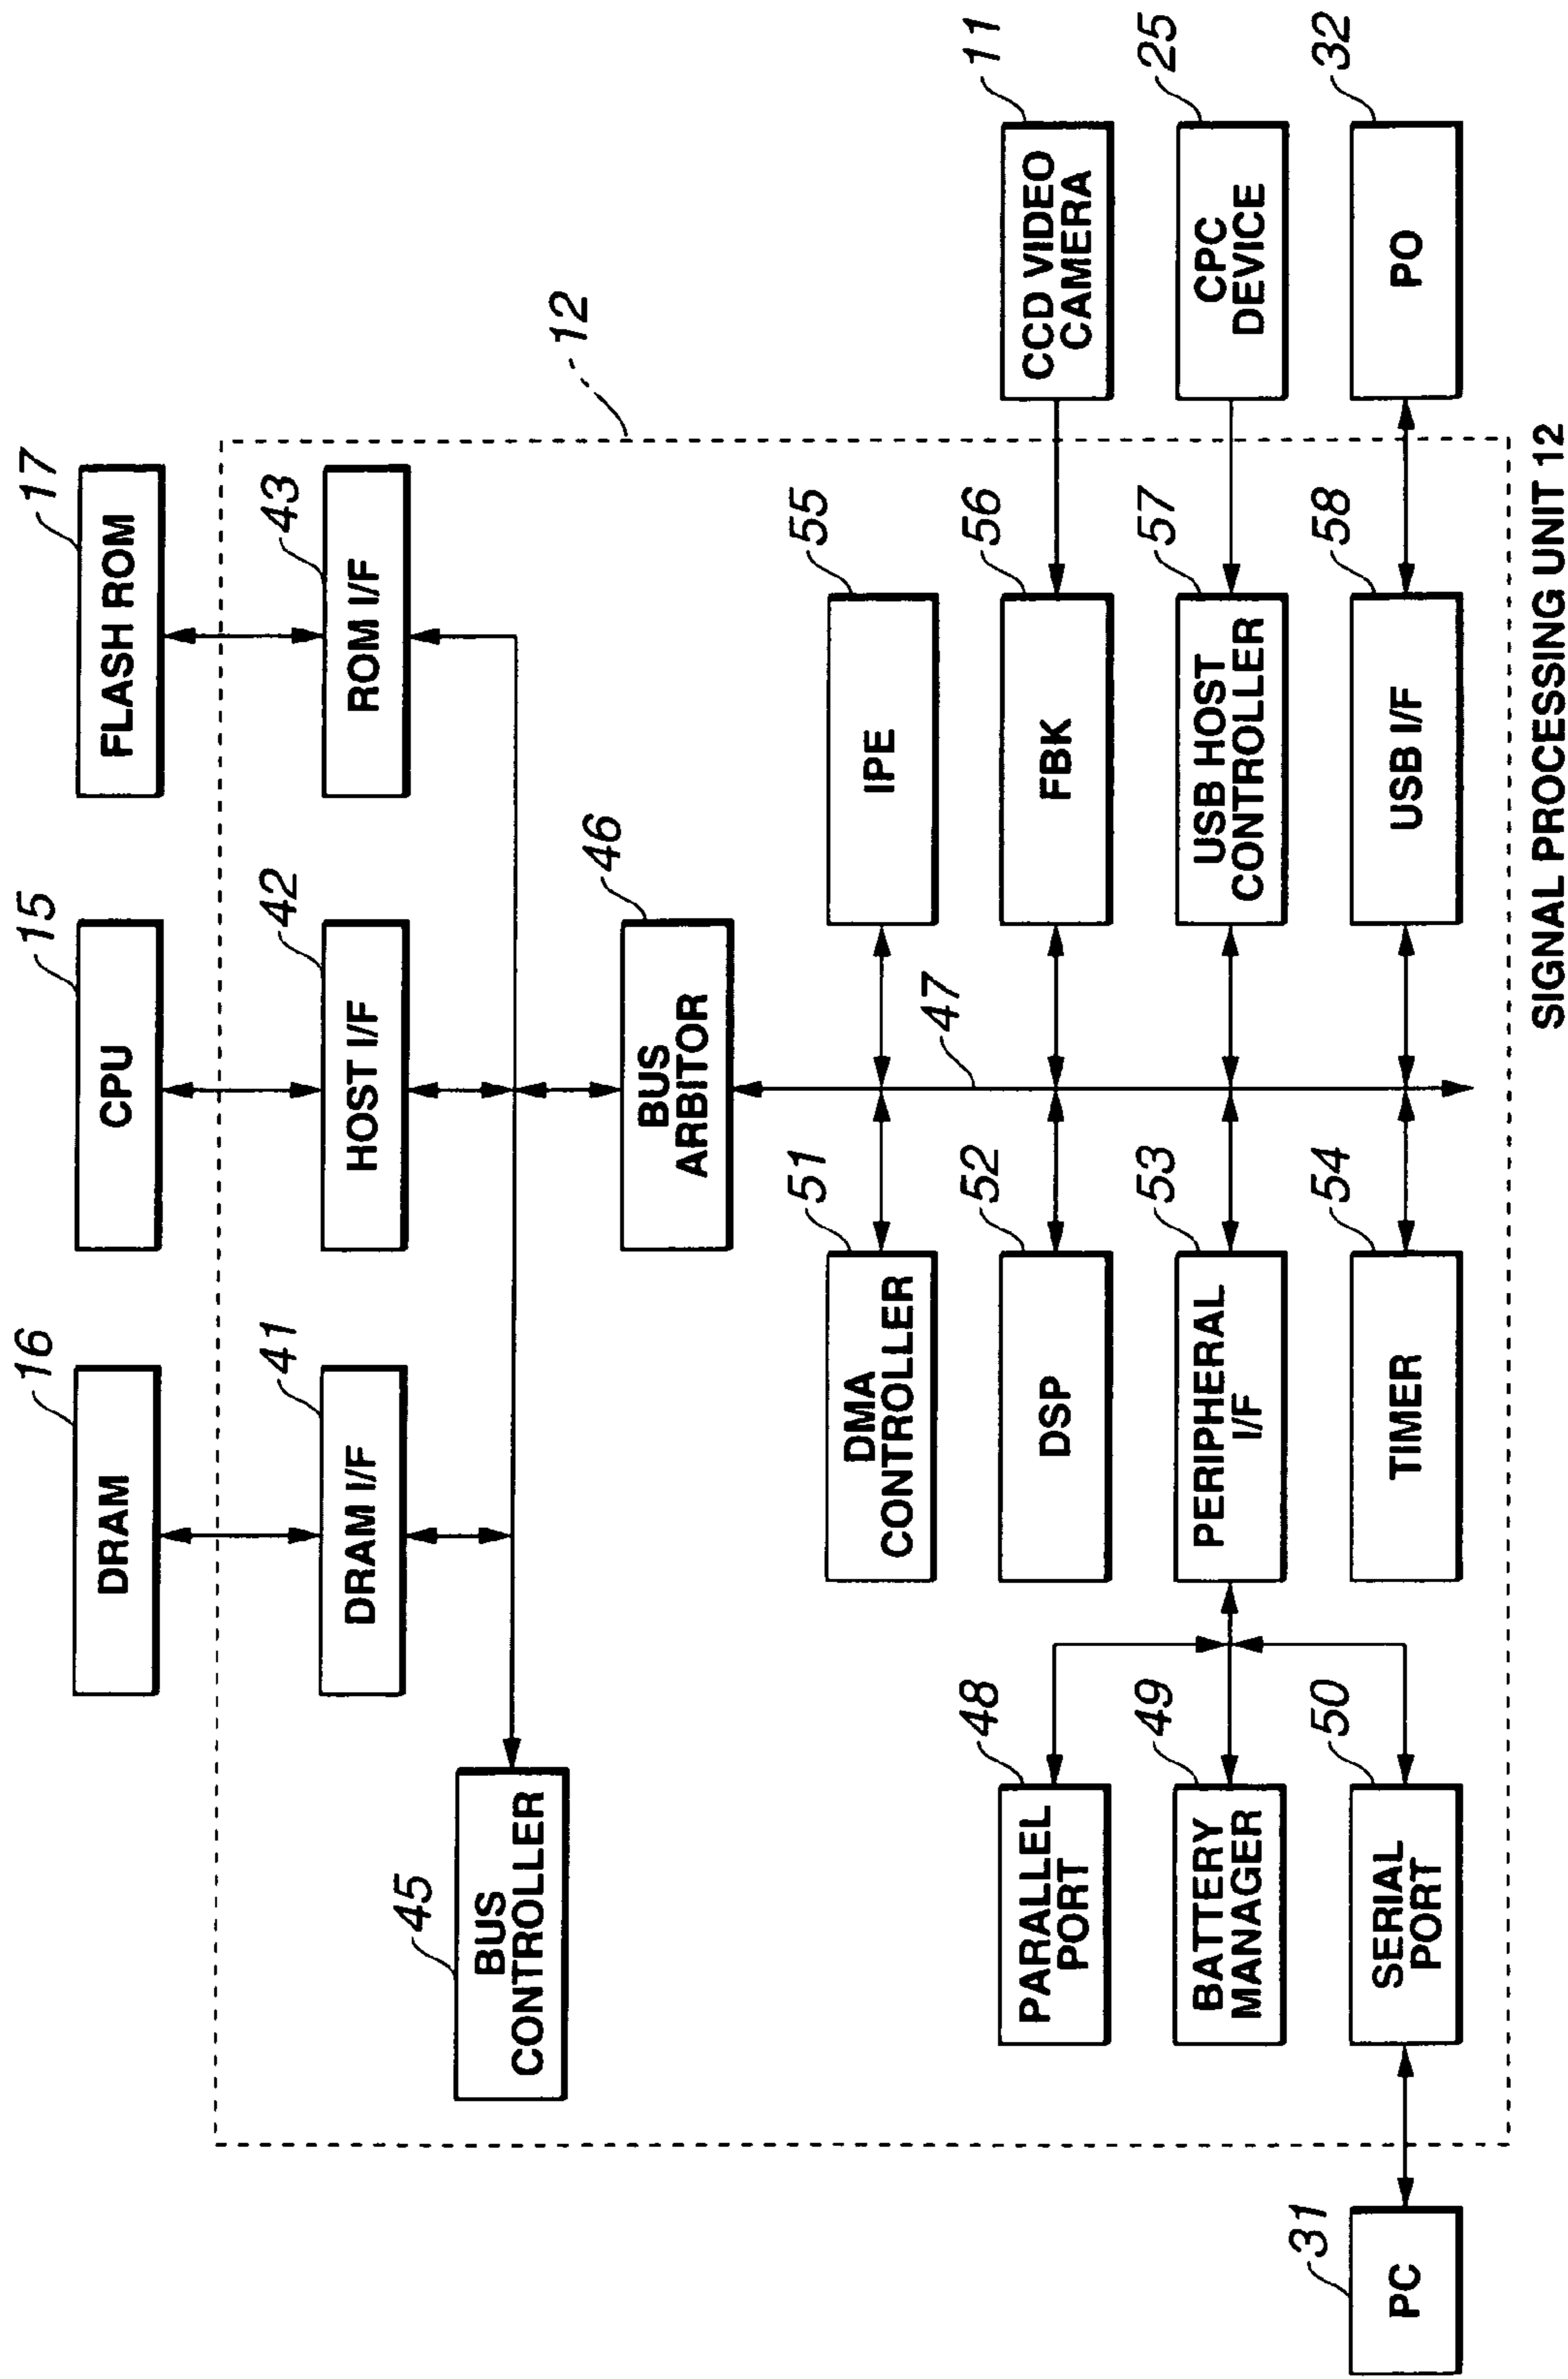 16
DRAM
15
CPU
17
FLASH ROM
12
41
DRAM I/F
42
HOST I/F
43
ROM I/F
45
BUS
CONTROLLER
46
BUS
ARBITOR
47
51
DMA
CONTROLLER
55
IPE
48
PARALLEL
PORT
52
DSP
56
FBK
11
CCD VIDEO
CAMERA
49
BATTERY
MANAGER
53
PERIPHERAL
I/F
57
USB HOST
CONTROLLER
25
CPC
DEVICE
31
PC
50
SERIAL
PORT
54
TIMER
58
USB I/F
32
PO
SIGNAL PROCESSING UNIT 12